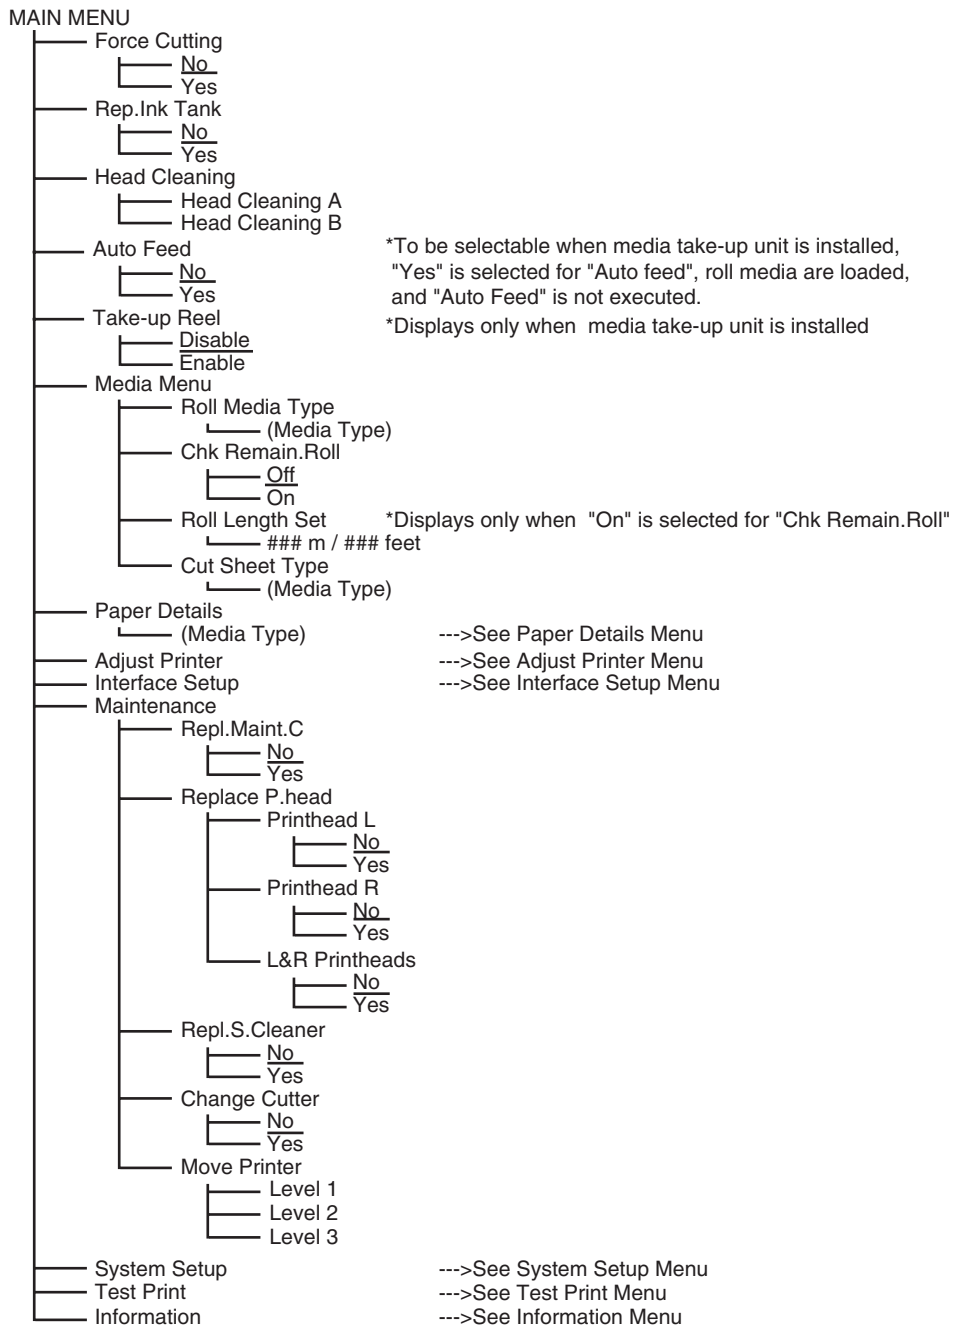 MAIN MENU
Force Cutting
No
Yes
Rep.Ink Tank
No
Yes
Head Cleaning
Head Cleaning A
Head Cleaning B
Auto Feed
*To be selectable when media take-up unit is installed,
No
"Yes" is selected for "Auto feed", roll media are loaded,
Yes
and "Auto Feed" is not executed.
Take-up Reel
*Displays only when media take-up unit is installed
Disable
Enable
Media Menu
Roll Media Type
(Media Type)
Chk Remain.Roll
Off
On
Roll Length Set *Displays only when "On" is selected for "Chk Remain.Roll"
### m / ### feet
Cut Sheet Type
(Media Type)
Paper Details
(Media Type) --->See Paper Details Menu
Adjust Printer --->See Adjust Printer Menu
Interface Setup --->See Interface Setup Menu
Maintenance
Repl.Maint.C
No
Yes
Replace P.head
Printhead L
No
Yes
Printhead R
No
Yes
L&R Printheads
No
Yes
Repl.S.Cleaner
No
Yes
Change Cutter
No
Yes
Move Printer
Level 1
Level 2
Level 3
System Setup --->See System Setup Menu
Test Print --->See Test Print Menu
Information --->See Information Menu